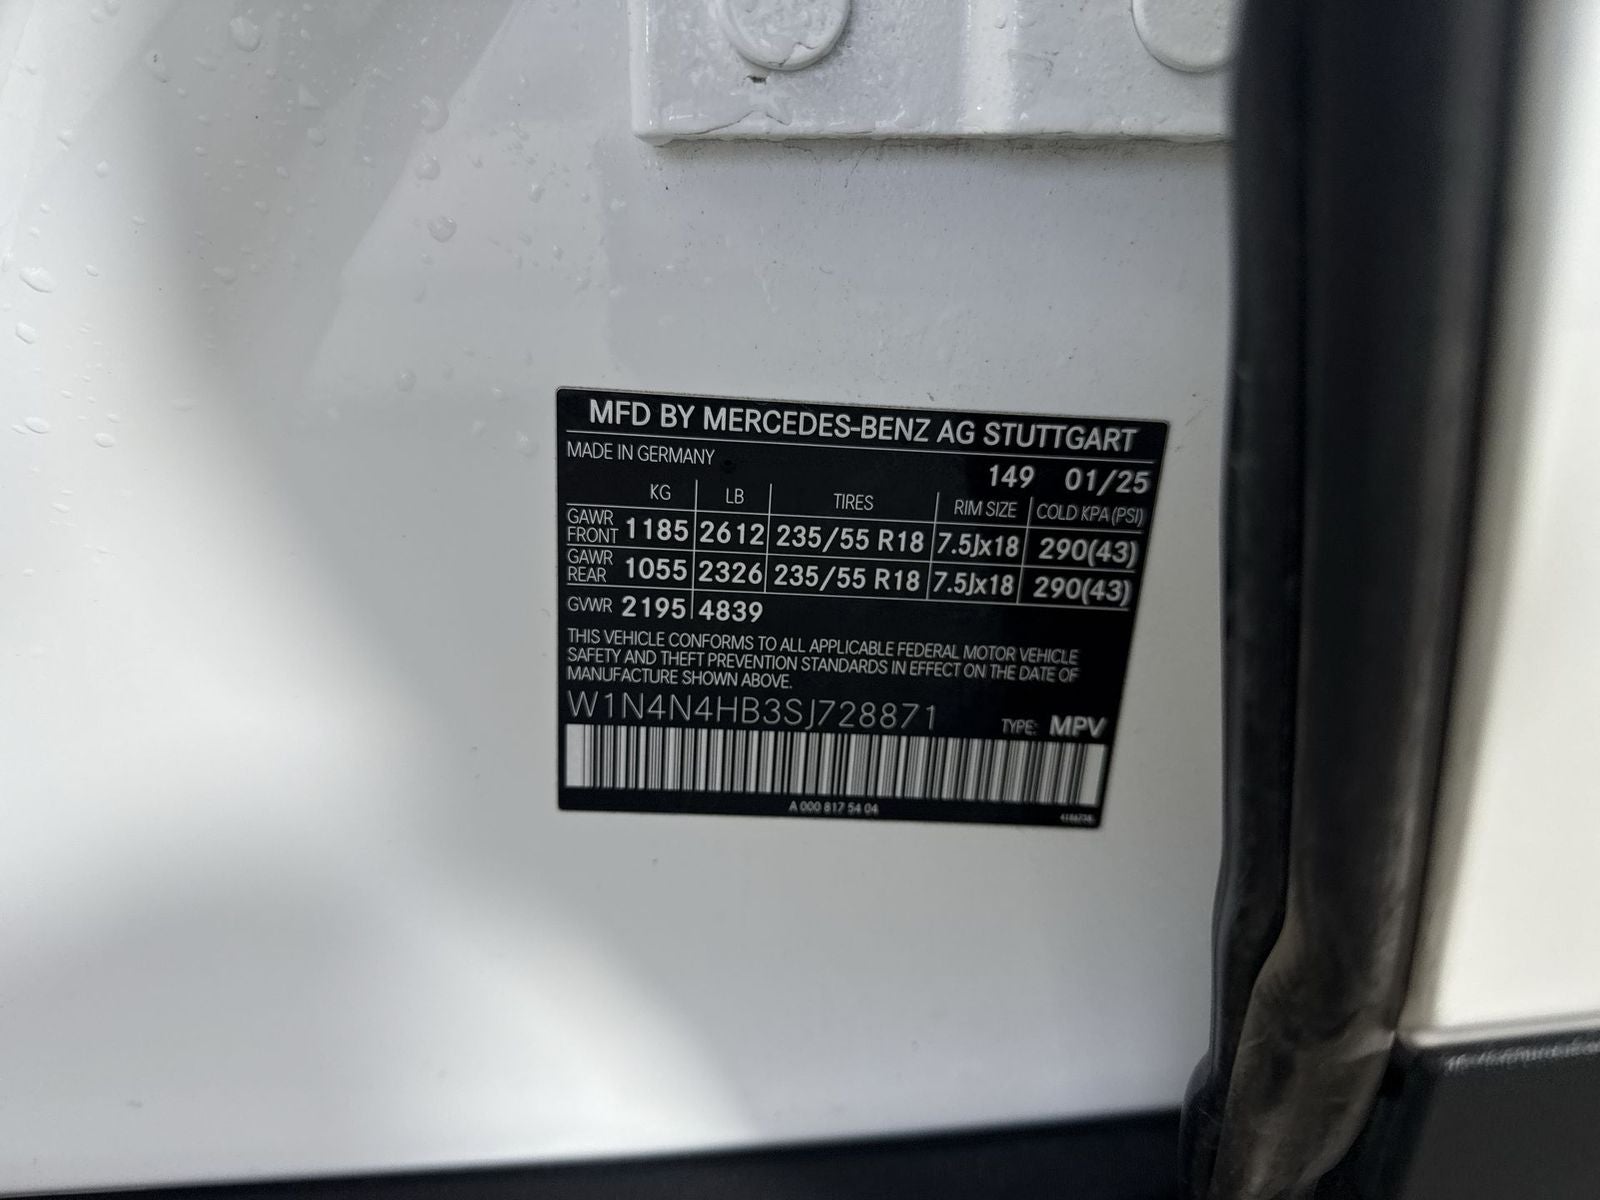 MFD BY MERCEDES-BENZ AG STUTTGART
MADE IN GERMANY
149 01/25
KG LB TIRES RIM SIZE COLD KPA (PSI)
GAWR FRONT 1185 2612 235/55 R18 7.5Jx18 290(43)
GAWR REAR 1055 2326 235/55 R18 7.5Jx18 290(43)
GVWR 2195 4839
THIS VEHICLE CONFORMS TO ALL APPLICABLE FEDERAL MOTOR VEHICLE
SAFETY AND THEFT PREVENTION STANDARDS IN EFFECT ON THE DATE OF
MANUFACTURE SHOWN ABOVE.
W1N4N4HB3SJ728871 TYPE: MPV
A 000 817 54 04